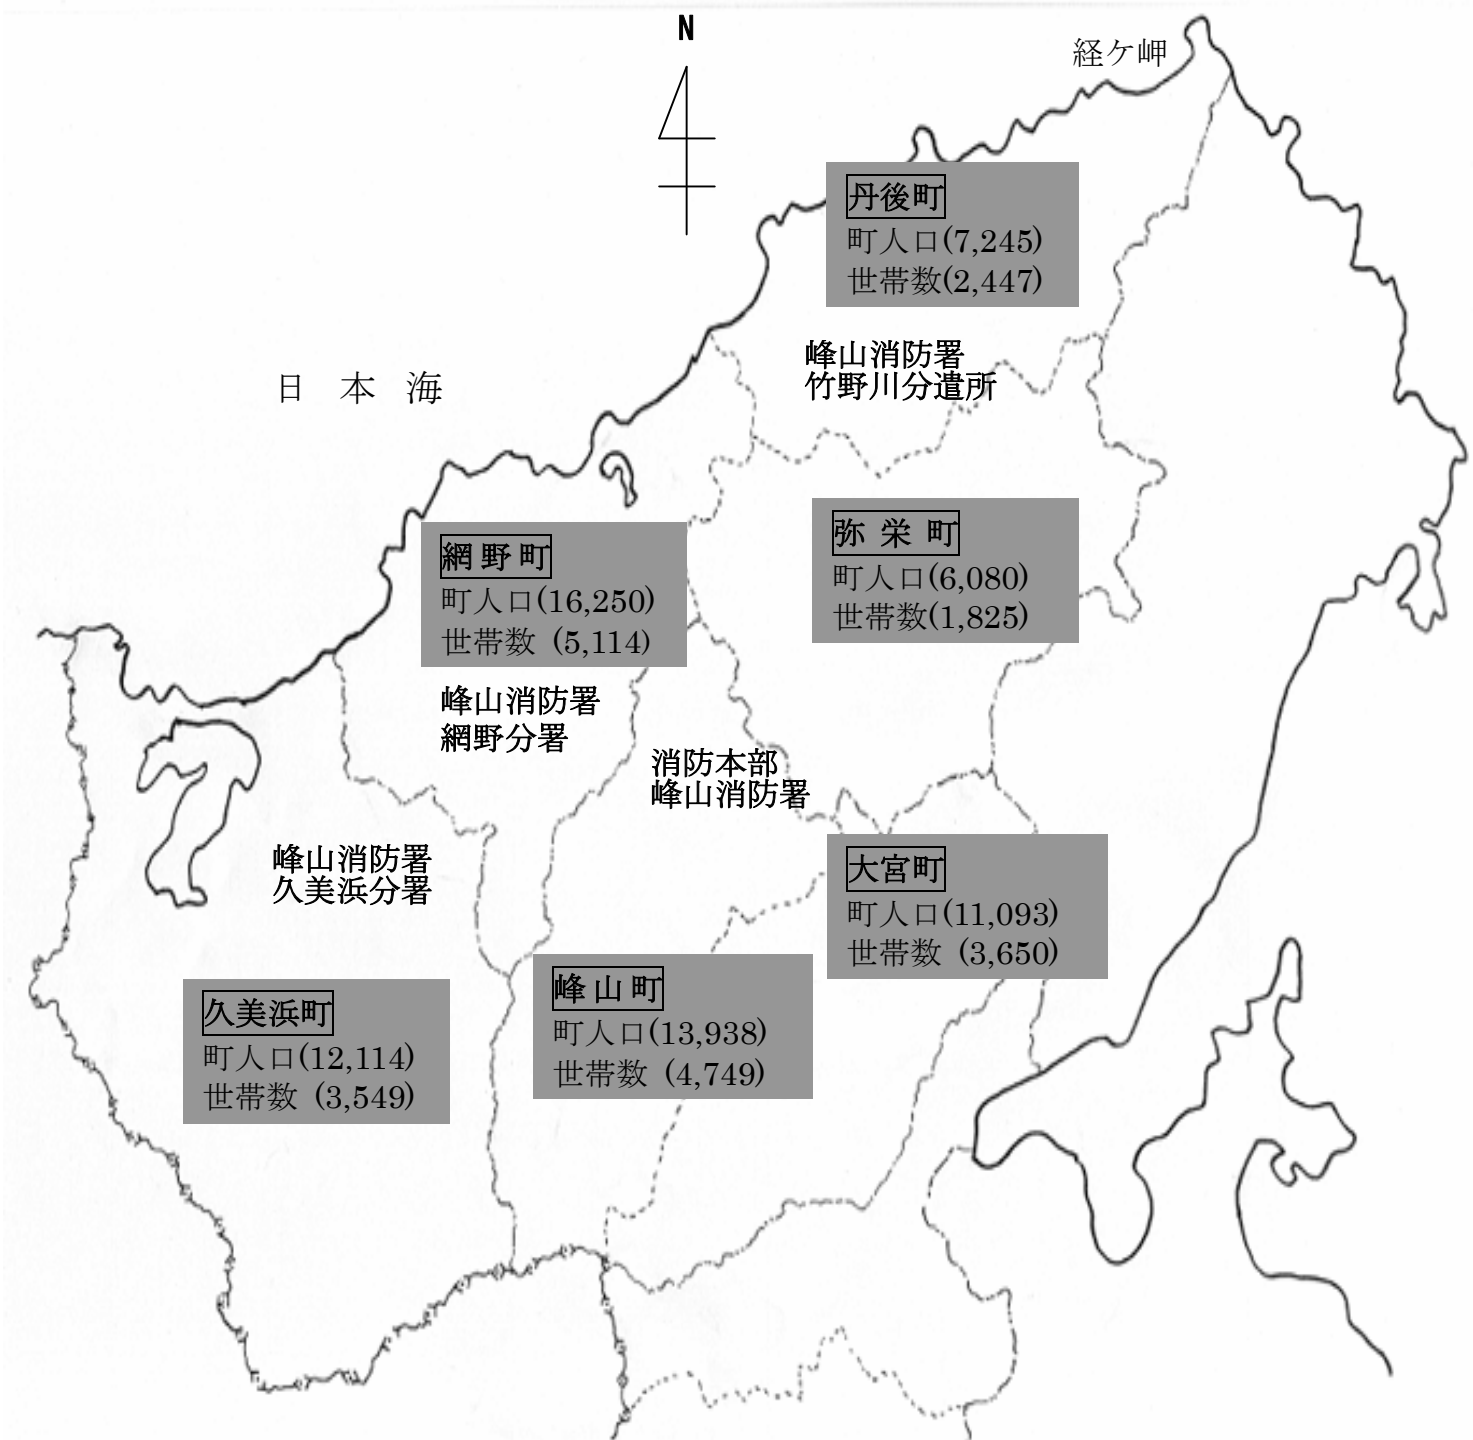 N
経ケ岬
丹後町
町人口(7,245)
世帯数(2,447)
峰山消防署
竹野川分遣所
日 本 海
網野町
町人口(16,250)
世帯数 (5,114)
弥栄町
町人口(6,080)
世帯数(1,825)
峰山消防署
網野分署
消防本部
峰山消防署
峰山消防署
久美浜分署
大宮町
町人口(11,093)
世帯数 (3,650)
峰山町
町人口(13,938)
世帯数 (4,749)
久美浜町
町人口(12,114)
世帯数 (3,549)